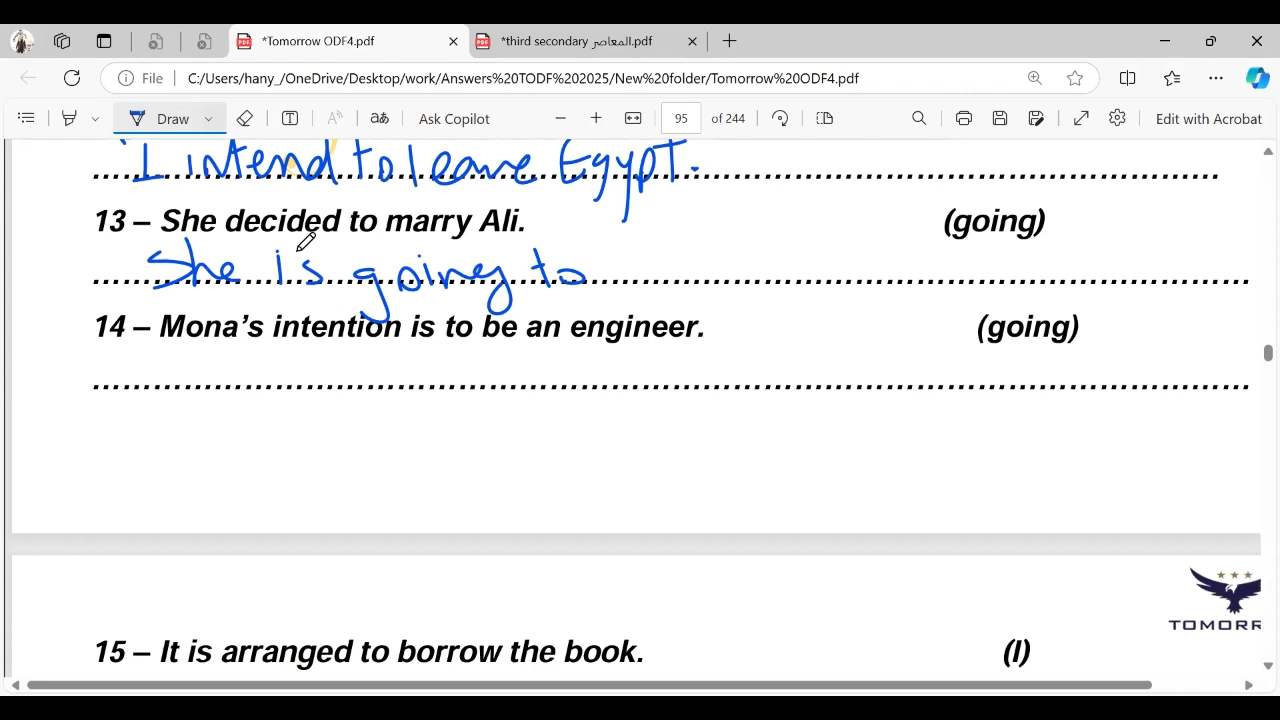 *Tomorrow ODF4.pdf
*third secondary المعاصر.pdf
File
C:/Users/hany_/OneDrive/Desktop/work/Answers%20TODF%202025/New%20folder/Tomorrow%20ODF4.pdf
Draw
Ask Copilot
95 of 244
Edit with Acrobat
I intend to leave Egypt.
13 – She decided to marry Ali. (going)
She is going to
14 – Mona's intention is to be an engineer. (going)
TOMORR
15 – It is arranged to borrow the book. (I)